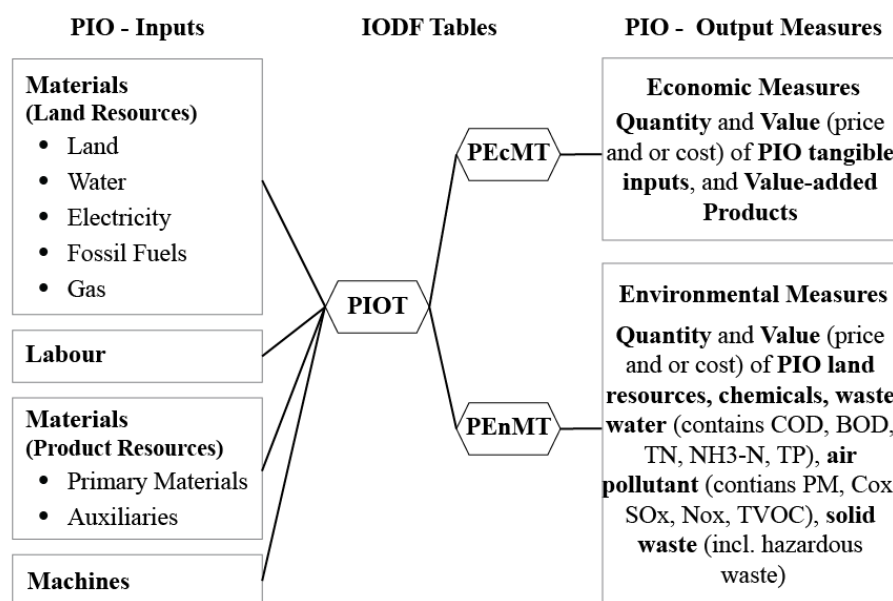 PIO - Inputs
IODF Tables
PIO - Output Measures
Materials
(Land Resources)
• Land
• Water
• Electricity
• Fossil Fuels
• Gas
Labour
Materials
(Product Resources)
• Primary Materials
• Auxiliaries
Machines
PIOT
PEcMT
PEnMT
Economic Measures
Quantity and Value (price
and or cost) of PIO tangible
inputs, and Value-added
Products
Environmental Measures
Quantity and Value (price
and or cost) of PIO land
resources, chemicals, waste
water (contains COD, BOD,
TN, NH3-N, TP), air
pollutant (contians PM, Cox
SOx, Nox, TVOC), solid
waste (incl. hazardous
waste)